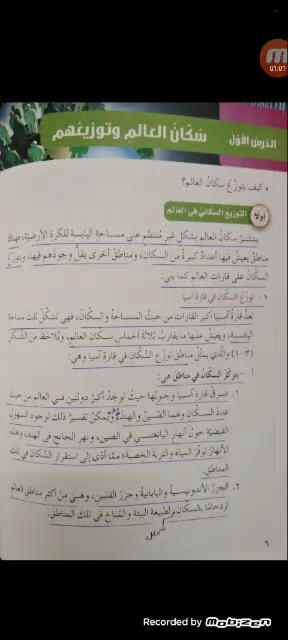 01:01
الدرس الأول
سكان العالم وتوزيعهم
• كيف يتوزع سكان العالم؟
أولاً التوزيع السكاني في العالم
ينتشر سكان العالم بشكل غير منتظم على مساحة اليابسة للكرة الأرضية، فهناك
مناطق يعيش فيها أعداد كبيرة من السكان، ومناطق أخرى يقل وجودهم فيها، ويتوزع
السكان على قارات العالم كما يلي:
١- توزع السكان في قارة آسيا
تعد قارة آسيا أكبر القارات من حيث المساحة والسكان، فهي تشكل ثلث مساحة
اليابسة، ويعيش عليها ما يقارب ثلاثة أخماس سكان العالم، ويلاحظ من الشكل
(٣-١) والذي يمثل مناطق توزع السكان في قارة آسيا وهي:
أ- يتركز السكان في مناطق هي:
١. شرق قارة آسيا وجنوبها حيث توجد أكبر دولتين في العالم من حيث
عدد السكان وهما الصين والهند، ويمكن تفسير ذلك لوجود السهول
الفيضية حول أنهار اليانغتسي في الصين، ونهر الجانج في الهند، وهذه
الأنهار توفر المياه والتربة الخصبة؛ مما أدى إلى استقرار السكان في تلك
المناطق.
٢. الجزر الأندونيسية واليابانية وجزر الفلبين، وهي من أكثر مناطق العالم
ازدحامًا بالسكان لطبيعة البيئة والمناخ في تلك المناطق.
٦
Recorded by mobizen